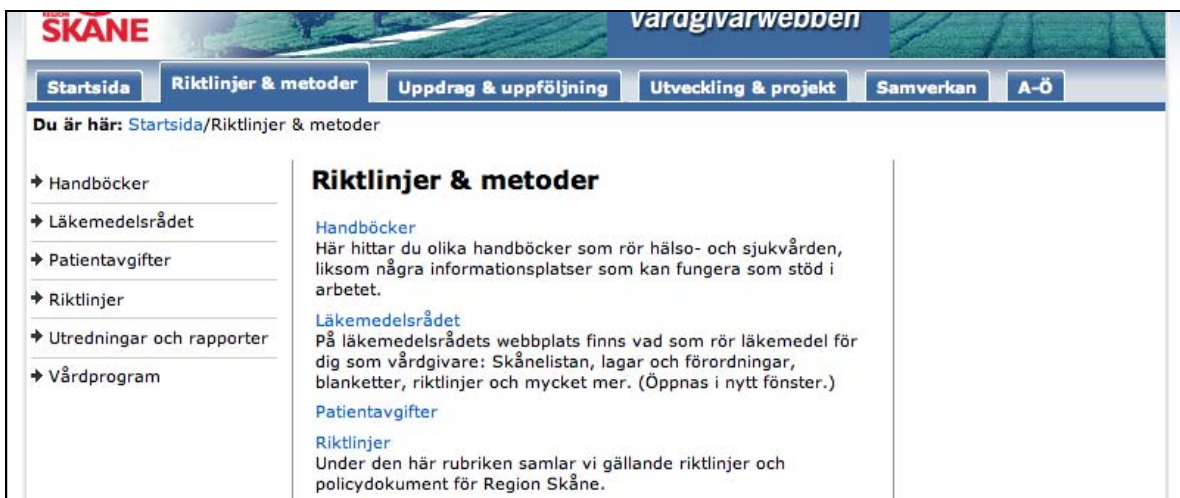 REGION
SKÅNE
vårdgivarwebben
Startsida
Riktlinjer & metoder
Uppdrag & uppföljning
Utveckling & projekt
Samverkan
A-Ö
Du är här: Startsida/Riktlinjer & metoder
Handböcker
Läkemedelsrådet
Patientavgifter
Riktlinjer
Utredningar och rapporter
Vårdprogram
Riktlinjer & metoder
Handböcker
Här hittar du olika handböcker som rör hälso- och sjukvården,
liksom några informationsplatser som kan fungera som stöd i
arbetet.
Läkemedelsrådet
På läkemedelsrådets webbplats finns vad som rör läkemedel för
dig som vårdgivare: Skånelistan, lagar och förordningar,
blanketter, riktlinjer och mycket mer. (Öppnas i nytt fönster.)
Patientavgifter
Riktlinjer
Under den här rubriken samlar vi gällande riktlinjer och
policydokument för Region Skåne.